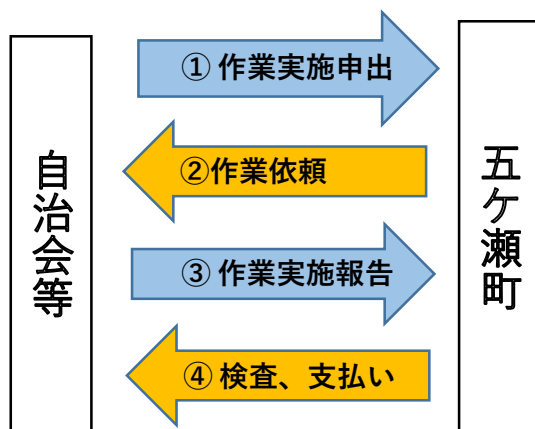 自治会等
① 作業実施申出
②作業依頼
③ 作業実施報告
④ 検査、支払い
五ケ瀬町